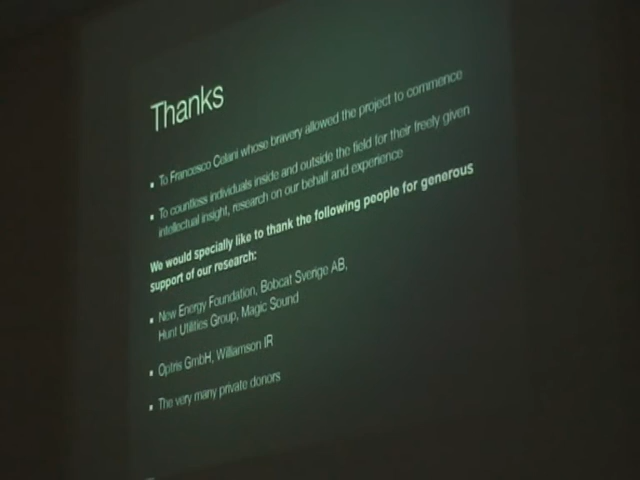 Thanks
▪ To Francesco Celani whose bravery allowed the project to commence
▪ To countless individuals inside and outside the field for their freely given
intellectual insight, research on our behalf and experience
We would specially like to thank the following people for generous
support of our research:
▪ New Energy Foundation, Bobcat Sverige AB,
Hunt Utilities Group, Magic Sound
▪ Optris GmbH, Williamson IR
▪ The very many private donors